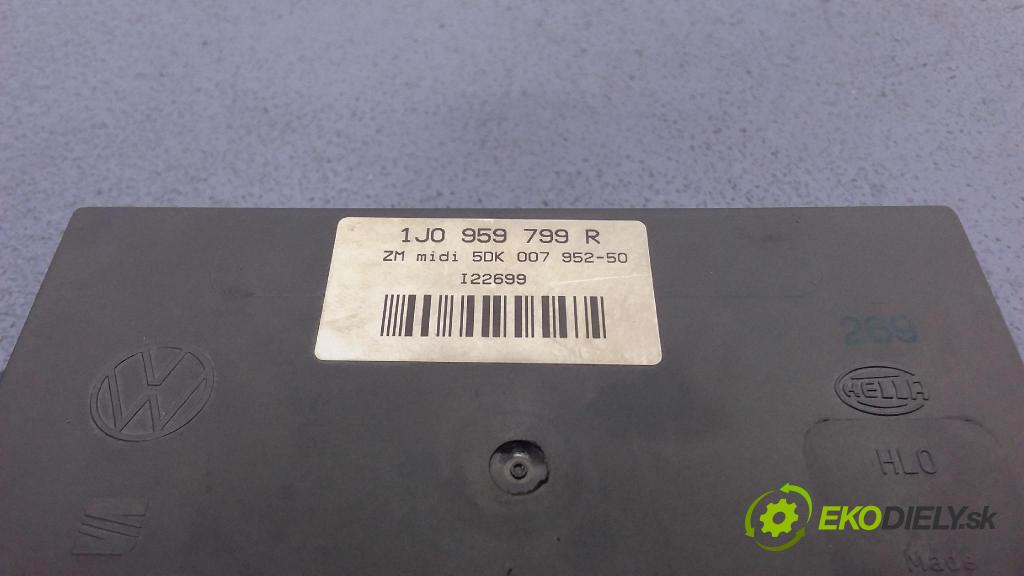 1J0 959 799 R
ZM midi 5DK 007 952-50
I22699
269
HELLA
HLO
Made
EKODIELY.sk